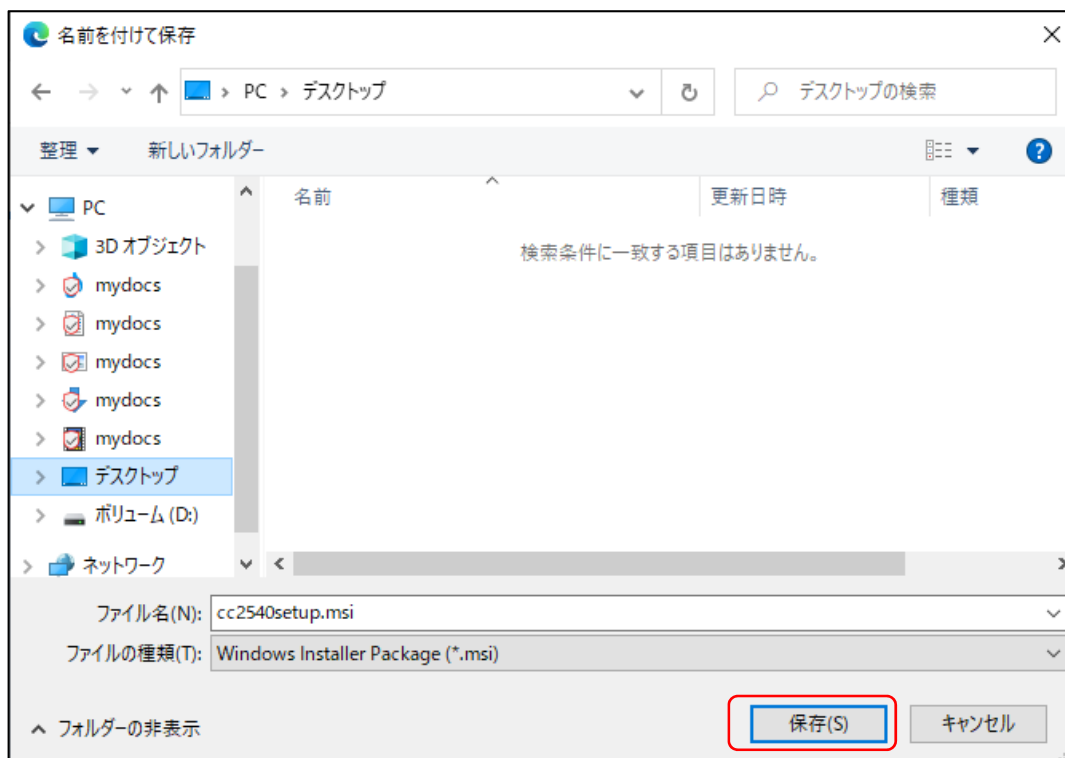 名前を付けて保存
PC > デスクトップ
デスクトップの検索
整理 新しいフォルダー
?
名前 更新日時 種類
検索条件に一致する項目はありません。
PC
3D オブジェクト
mydocs
mydocs
mydocs
mydocs
mydocs
デスクトップ
ボリューム (D:)
ネットワーク
ファイル名(N): cc2540setup.msi
ファイルの種類(T): Windows Installer Package (*.msi)
フォルダーの非表示
保存(S) キャンセル